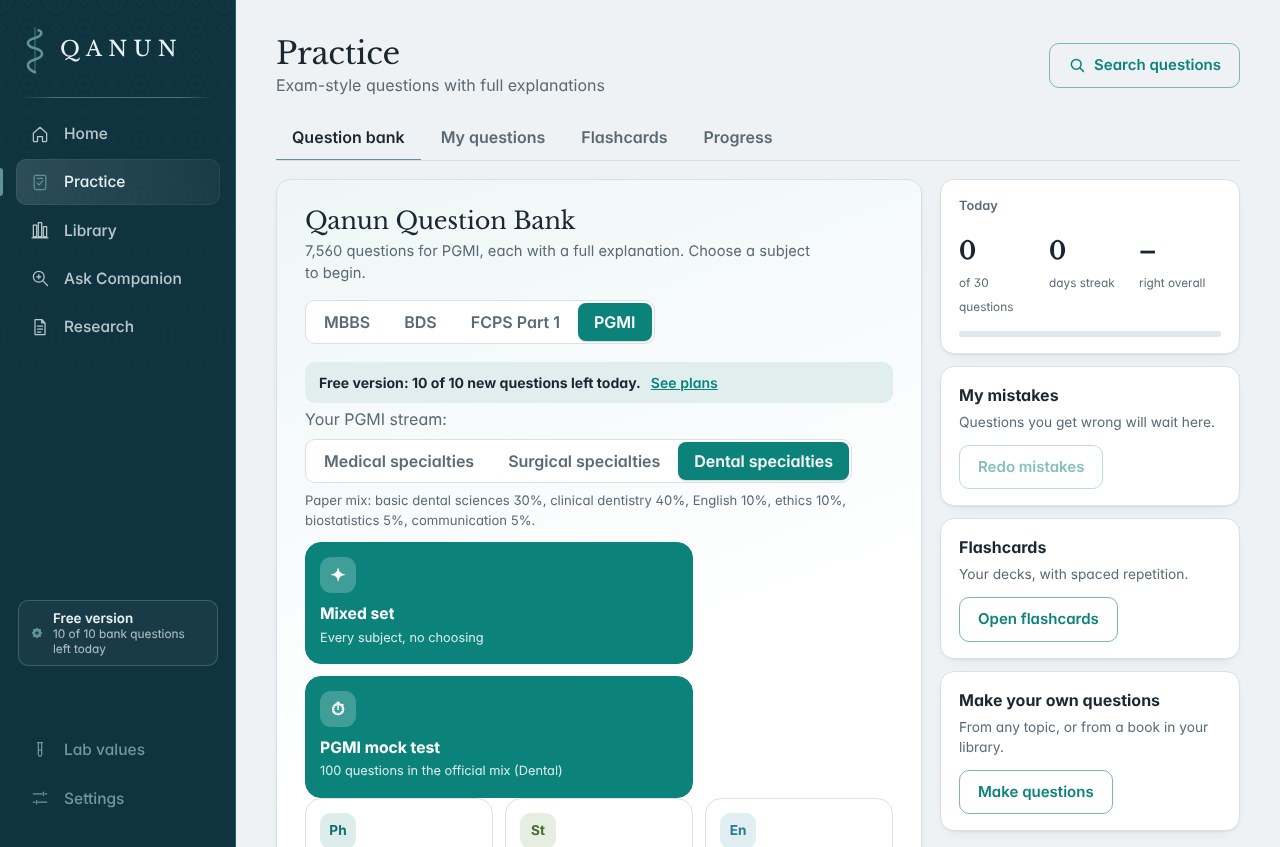 QANUN
Home
Practice
Library
Ask Companion
Research
Free version
10 of 10 bank questions
left today
Lab values
Settings
Practice
Exam-style questions with full explanations
Search questions
Question bank
My questions
Flashcards
Progress
Qanun Question Bank
7,560 questions for PGMI, each with a full explanation. Choose a subject
to begin.
MBBS
BDS
FCPS Part 1
PGMI
Free version: 10 of 10 new questions left today. See plans
Your PGMI stream:
Medical specialties
Surgical specialties
Dental specialties
Paper mix: basic dental sciences 30%, clinical dentistry 40%, English 10%, ethics 10%,
biostatistics 5%, communication 5%.
Mixed set
Every subject, no choosing
PGMI mock test
100 questions in the official mix (Dental)
Ph
St
En
Today
0
of 30
questions
0
days streak
–
right overall
My mistakes
Questions you get wrong will wait here.
Redo mistakes
Flashcards
Your decks, with spaced repetition.
Open flashcards
Make your own questions
From any topic, or from a book in your
library.
Make questions